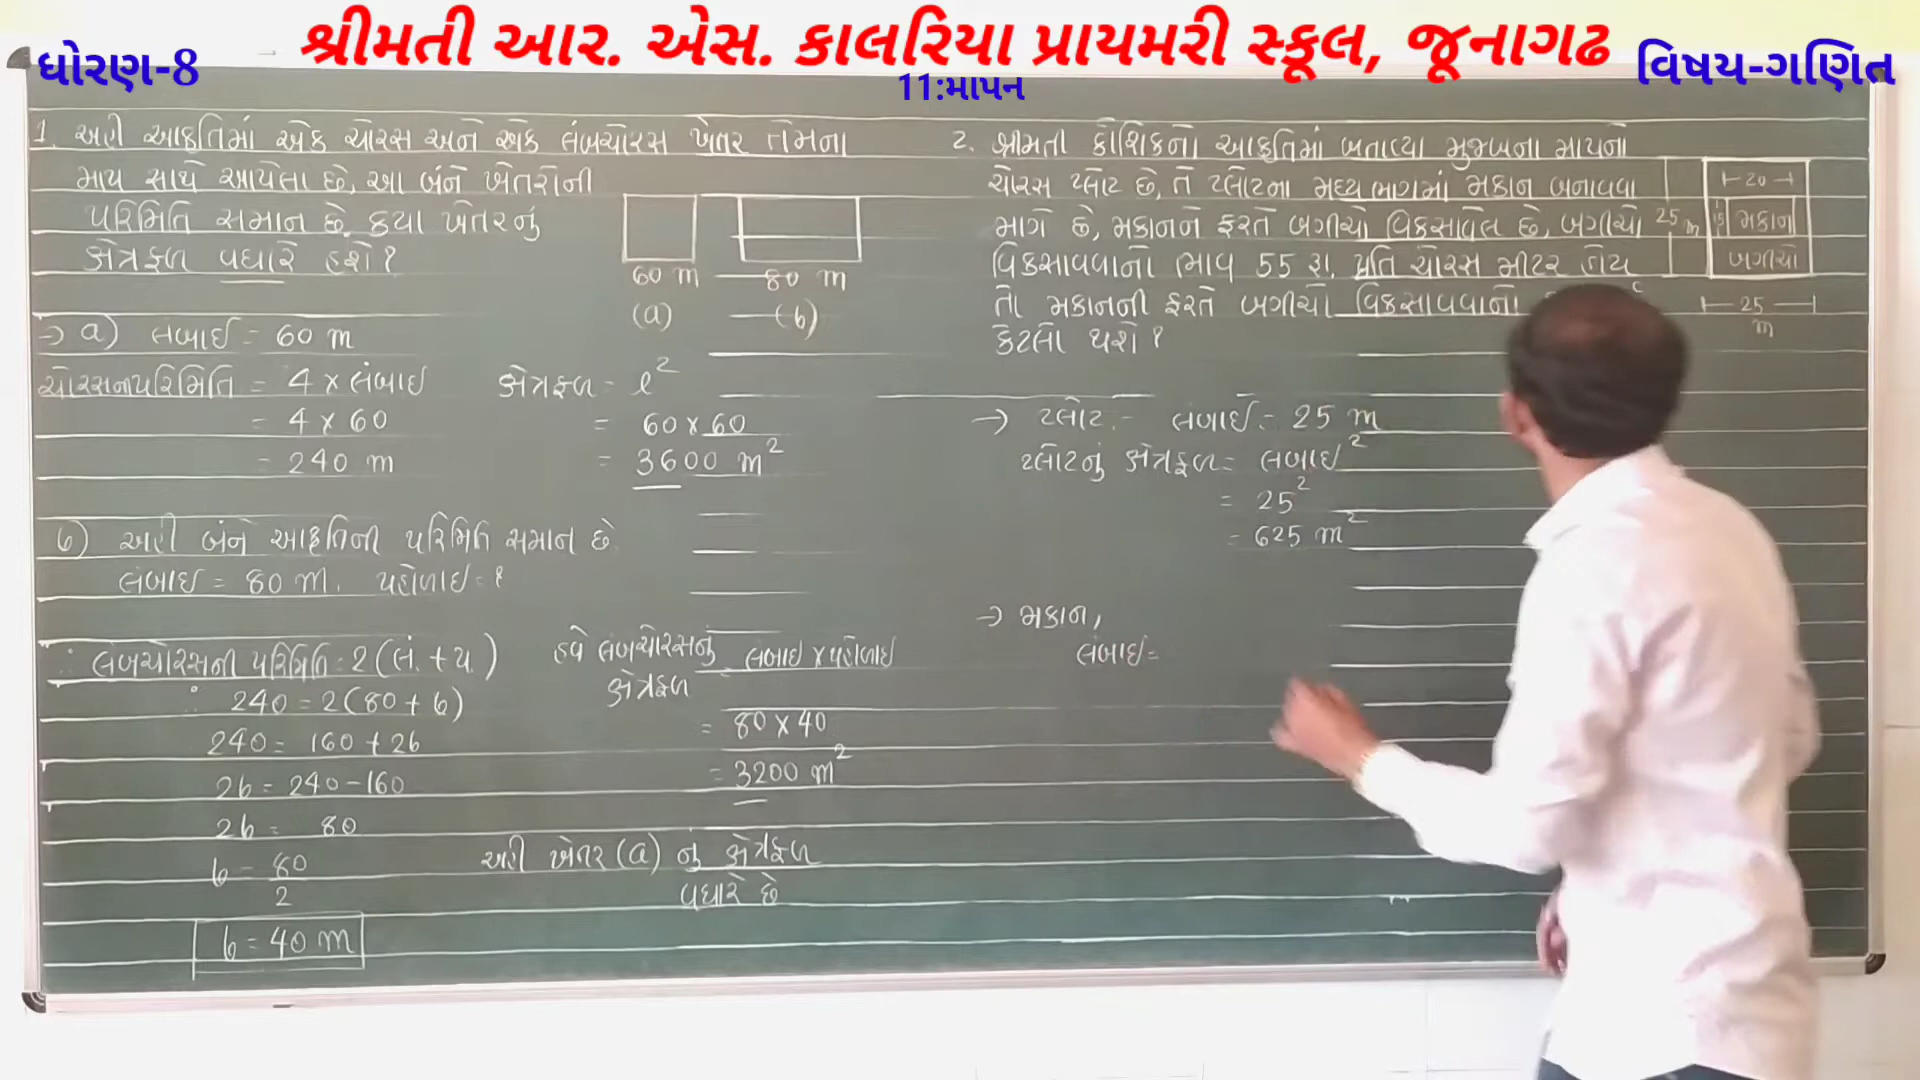 શ્રીમતી આર. એસ. કાલરિયા પ્રાયમરી સ્કૂલ, જૂનાગઢ
ધોરણ-8
વિષય-ગણિત
11:માપન
1. અહી આકૃતિમાં એક ચોરસ અને એક લંબચોરસ ખેતર તેમના
માપ સાથે આપેલા છે, આ બંને ખેતરોની
પરિમિતિ સમાન છે. કયા ખેતરનું
ક્ષેત્રફળ વધારે હશે?
60 m 80 m
(a) (b)
→ a) લંબાઈ = 60 m
ચોરસનાપરિમિતિ = 4 x લંબાઈ
= 4 x 60
= 240 m
ક્ષેત્રફળ = l²
= 60 x 60
= 3600 m²
b) અહી બંને આકૃતિની પરિમિતિ સમાન છે
લંબાઈ = 80 m. પહોળાઈ = ?
∴ લંબચોરસની પરિમિતિ = 2 (લં. + પ.)
∴ 240 = 2(80 + b)
240 = 160 + 2b
2b = 240 - 160
2b = 80
b = 80
2
b = 40 m
હવે લંબચોરસનું
ક્ષેત્રફળ = લંબાઈ x પહોળાઈ
= 80 x 40
= 3200 m²
અહી ખેતર (a) નું ક્ષેત્રફળ
વધારે છે
2. શ્રીમતી કૌશિકની આકૃતિમાં બતાવ્યા મુજબના માપનો
ચોરસ પ્લોટ છે, તે પ્લોટના મધ્ય ભાગમાં મકાન બનાવવા
માગે છે, મકાનને ફરતે બગીચો વિકસાવેલ છે, બગીચો
વિકસાવવાનો ભાવ 55 રૂ. પ્રતિ ચોરસ મીટર હોય
તો મકાનની ફરતે બગીચો વિકસાવવાનો
કેટલો થશે?
20
25 m
15 મકાન
બગીચો
25
m
→ પ્લોટ :- લંબાઈ = 25 m
પ્લોટનું ક્ષેત્રફળ = લંબાઈ²
= 25²
= 625 m²
→ મકાન,
લંબાઈ =